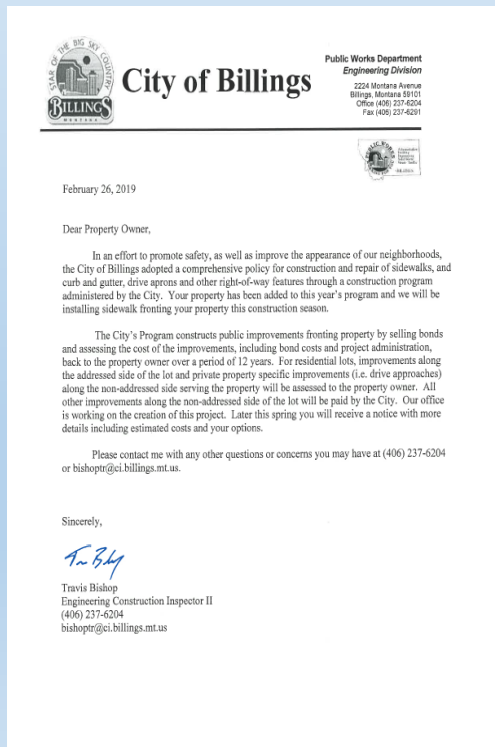 STAR OF THE BIG SKY COUNTRY
BILLINGS
MONTANA
City of Billings
Public Works Department
Engineering Division
2224 Montana Avenue
Billings, Montana 59101
Office (406) 237-6204
Fax (406) 237-6291
PUBLIC WORKS
February 26, 2019
Dear Property Owner,
In an effort to promote safety, as well as improve the appearance of our neighborhoods,
the City of Billings adopted a comprehensive policy for construction and repair of sidewalks, and
curb and gutter, drive aprons and other right-of-way features through a construction program
administered by the City. Your property has been added to this year's program and we will be
installing sidewalk fronting your property this construction season.
The City's Program constructs public improvements fronting property by selling bonds
and assessing the cost of the improvements, including bond costs and project administration,
back to the property owner over a period of 12 years. For residential lots, improvements along
the addressed side of the lot and private property specific improvements (i.e. drive approaches)
along the non-addressed side serving the property will be assessed to the property owner. All
other improvements along the non-addressed side of the lot will be paid by the City. Our office
is working on the creation of this project. Later this spring you will receive a notice with more
details including estimated costs and your options.
Please contact me with any other questions or concerns you may have at (406) 237-6204
or bishoptr@ci.billings.mt.us.
Sincerely,
Travis Bishop
Engineering Construction Inspector II
(406) 237-6204
bishoptr@ci.billings.mt.us